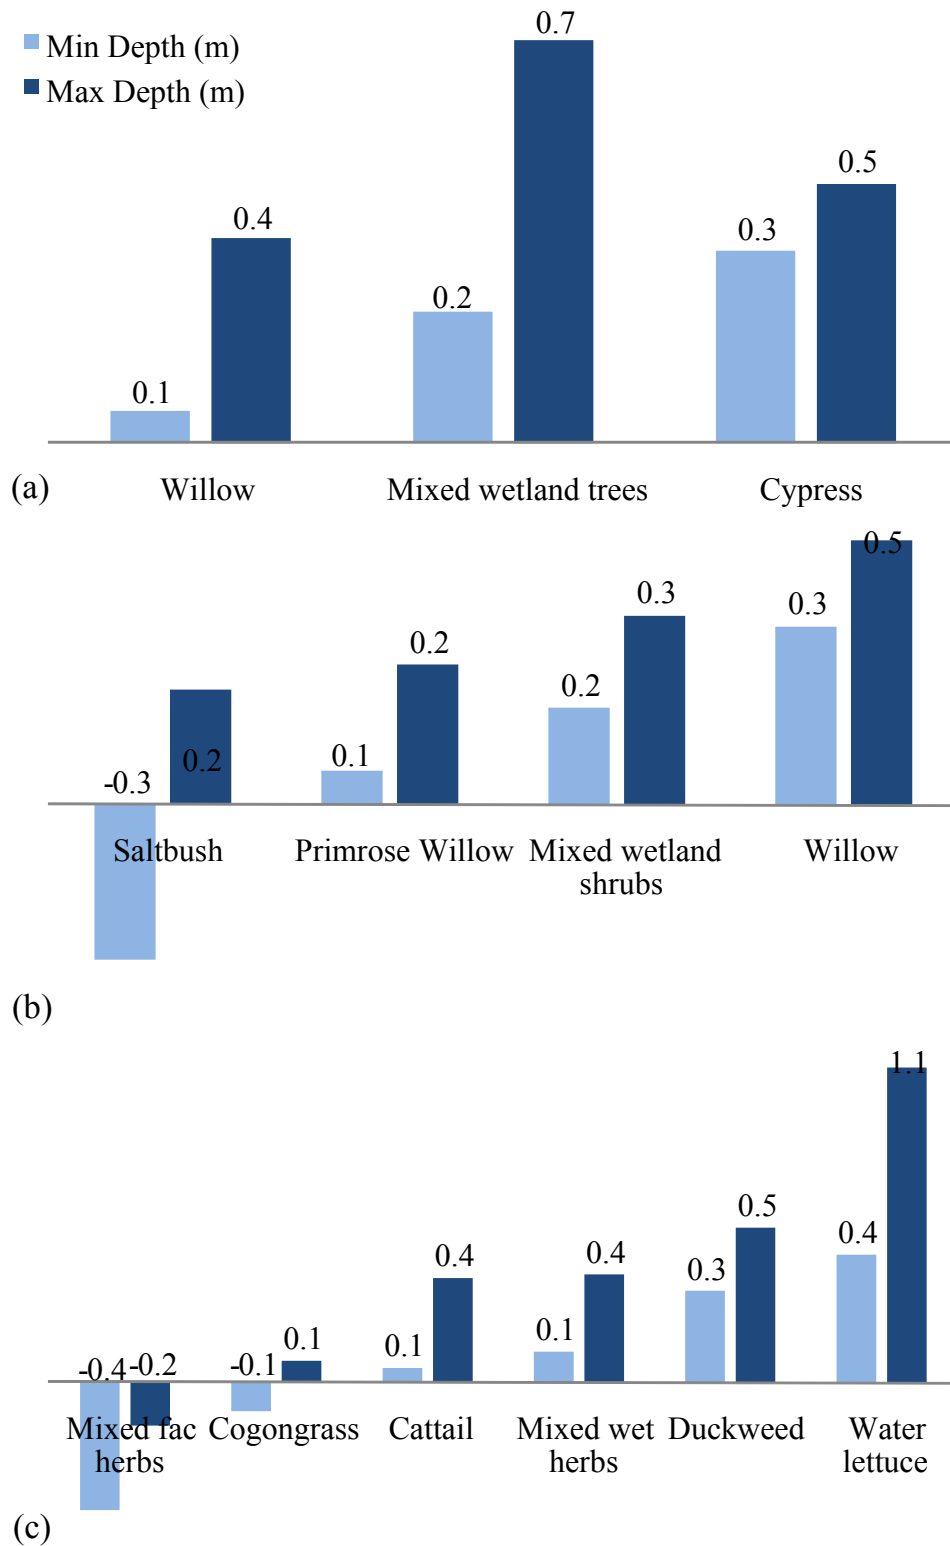 Min Depth (m)
Max Depth (m)
0.1
0.4
0.2
0.7
0.3
0.5
(a)
Willow
Mixed wetland trees
Cypress
-0.3
0.2
0.1
0.2
0.2
0.3
0.3
0.5
Saltbush
Primrose Willow
Mixed wetland
shrubs
Willow
(b)
-0.4
-0.2
-0.1
0.1
0.1
0.4
0.1
0.4
0.3
0.5
0.4
1.1
Mixed fac
herbs
Cogongrass
Cattail
Mixed wet
herbs
Duckweed
Water
lettuce
(c)